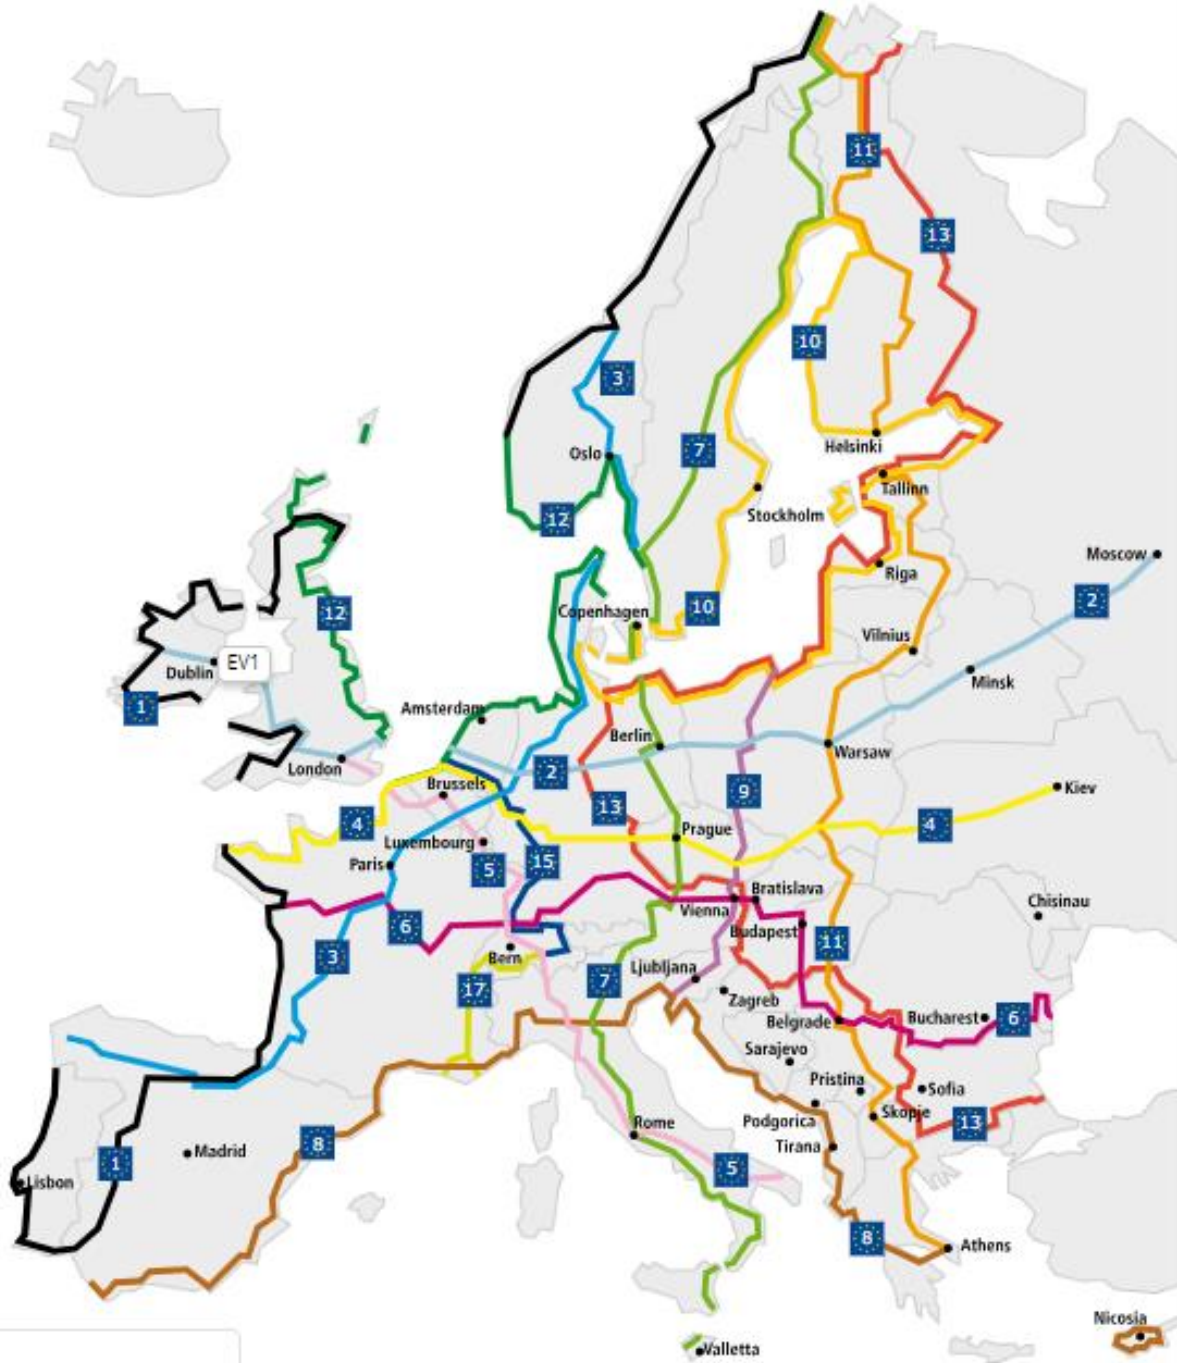 11
13
10
3
7
Oslo
Helsinki
Tallinn
12
Stockholm
Moscow
Riga
2
Copenhagen
10
12
Vilnius
Dublin
EV1
Minsk
1
Amsterdam
Berlin
Warsaw
London
2
Brussels
9
Kiev
13
4
4
Prague
Luxembourg
Paris
5
15
Bratislava
Chisinau
Vienna
6
Budapest
11
3
Bern
Ljubljana
7
17
Zagreb
Belgrade
Bucharest
6
Sarajevo
Pristina
Sofia
Podgorica
Skopje
13
Rome
8
Tirana
Madrid
1
5
Lisbon
8
Athens
Nicosia
Valletta